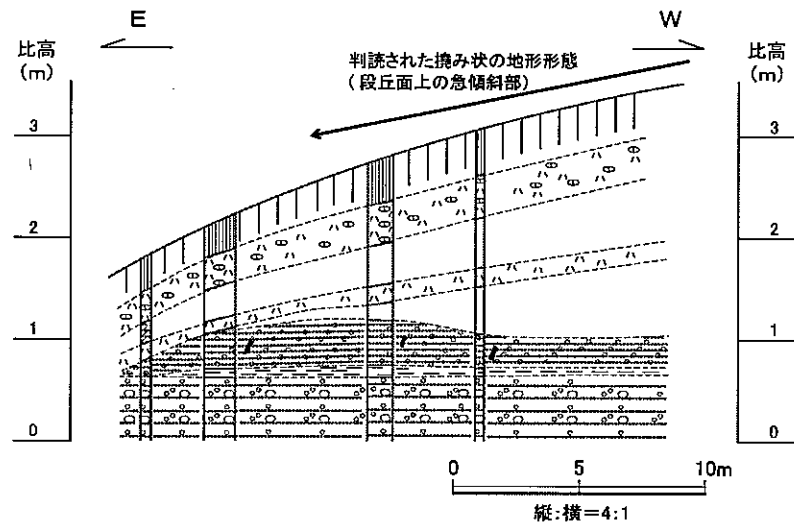 E
W
比高
(m)
判読された撓み状の地形形態
(段丘面上の急傾斜部)
比高
(m)
3
2
1
0
3
2
1
0
0 5 10m
縦:横=4:1